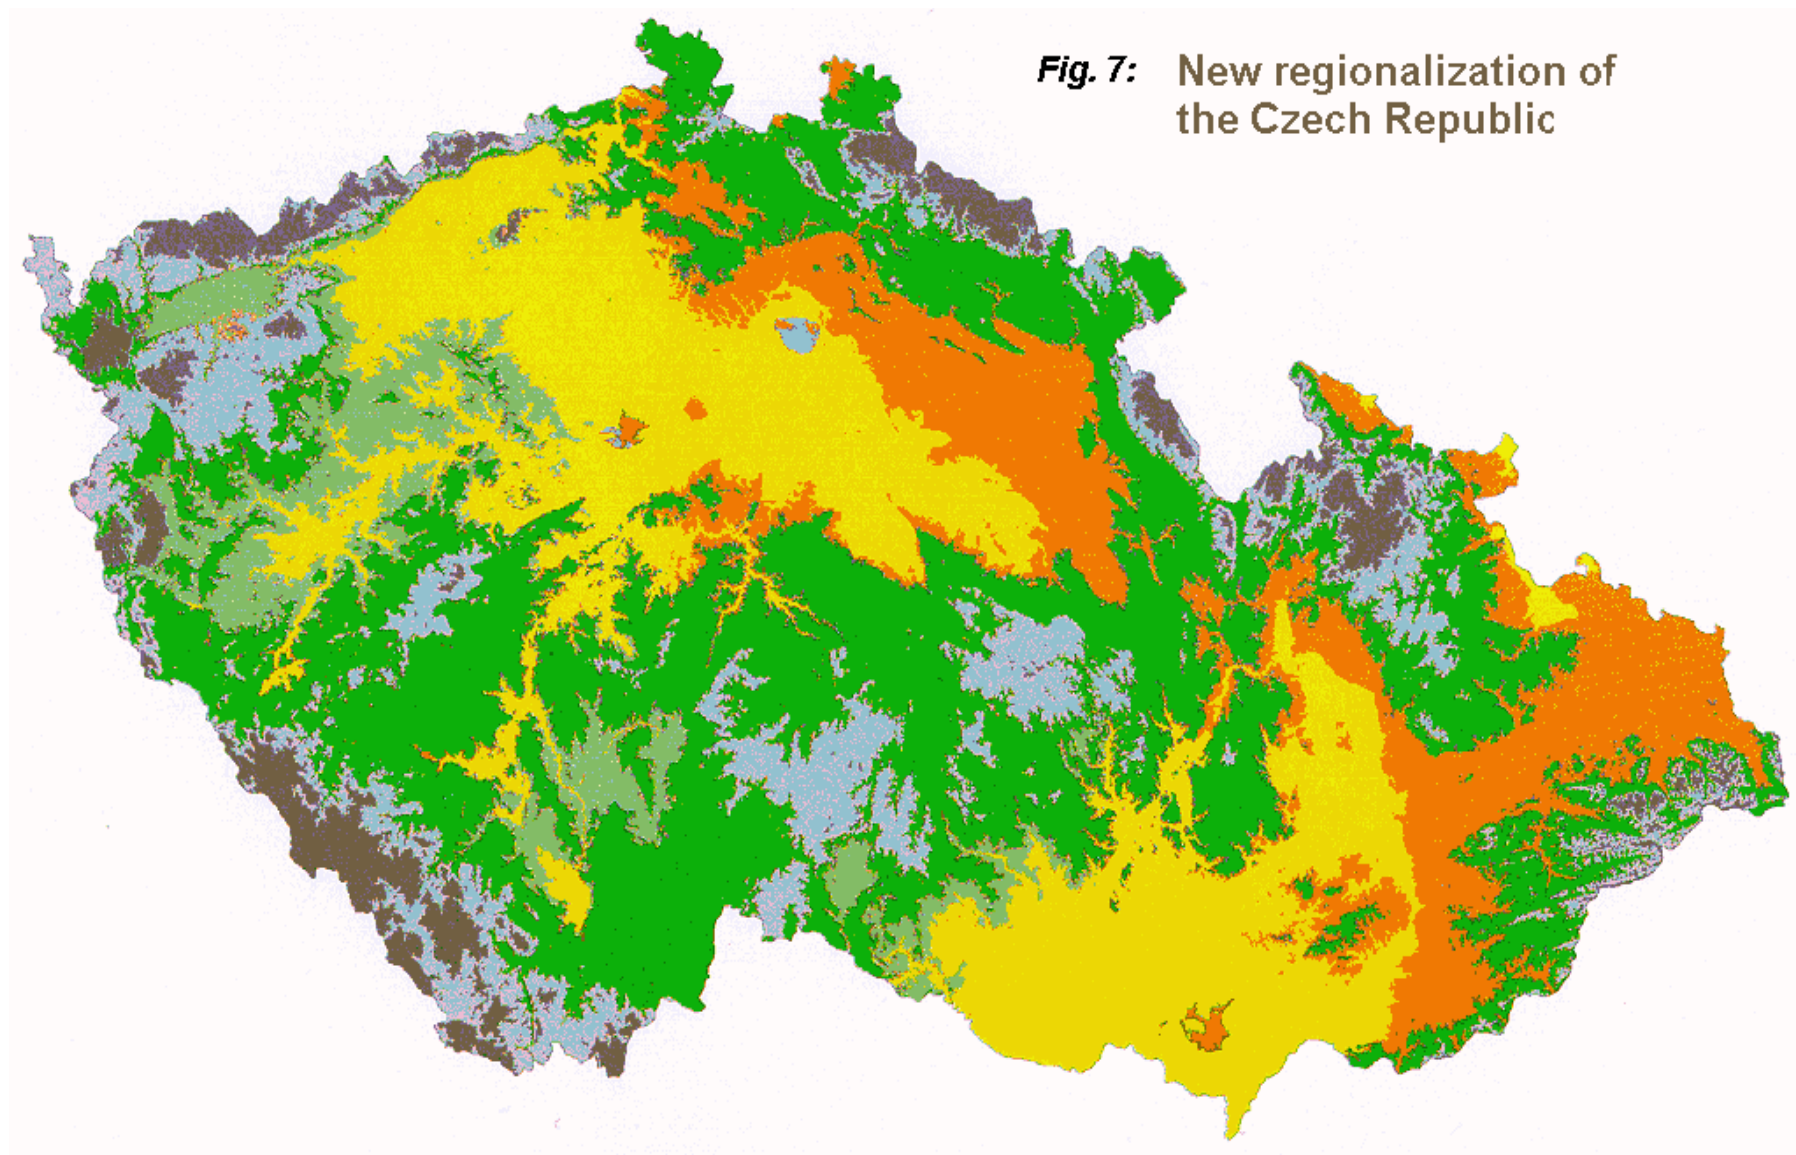 Fig. 7: New regionalization of
the Czech Republic